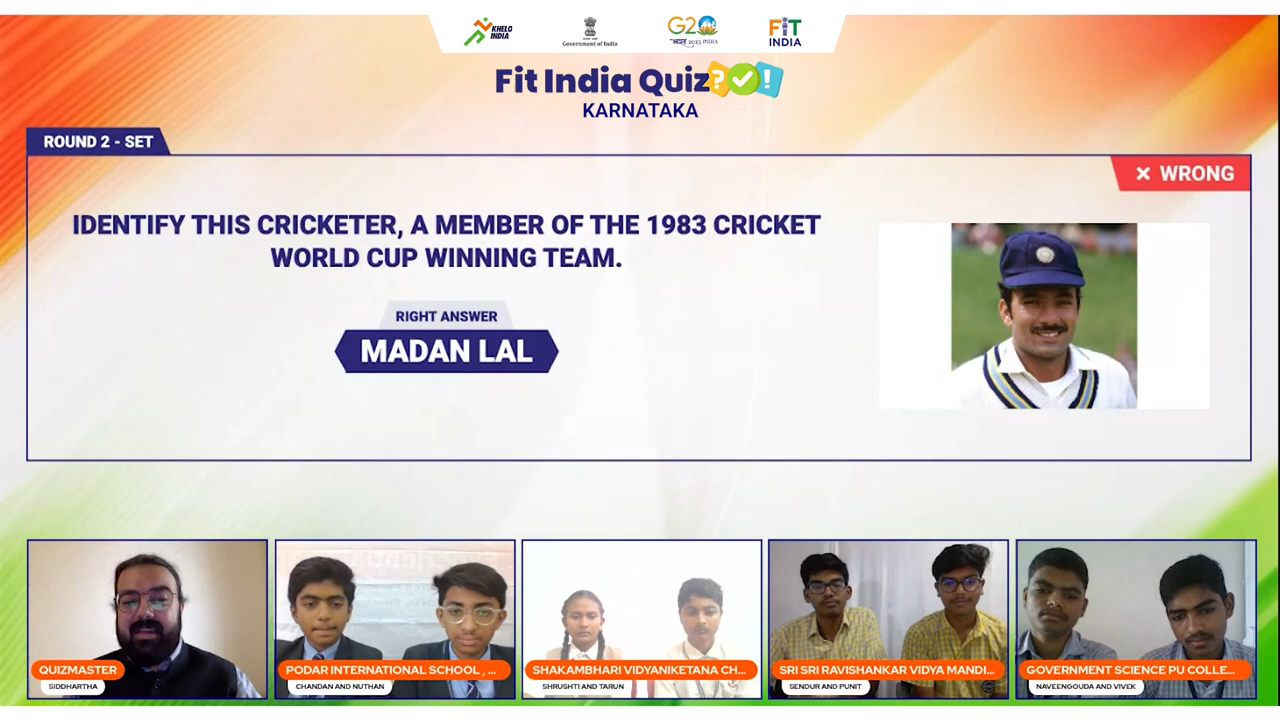 KHELO
INDIA
Government of India
G20
2023 INDIA
FiT
INDIA
Fit India Quiz?!
KARNATAKA
ROUND 2 - SET
× WRONG
IDENTIFY THIS CRICKETER, A MEMBER OF THE 1983 CRICKET
WORLD CUP WINNING TEAM.
RIGHT ANSWER
MADAN LAL
QUIZMASTER
SIDDHARTHA
PODAR INTERNATIONAL SCHOOL , ...
CHANDAN AND NUTHAN
SHAKAMBHARI VIDYANIKETANA CH...
SHRUSHTI AND TARUN
SRI SRI RAVISHANKAR VIDYA MANDI...
SENDUR AND PUNIT
GOVERNMENT SCIENCE PU COLLE...
NAVEENGOUDA AND VIVEK